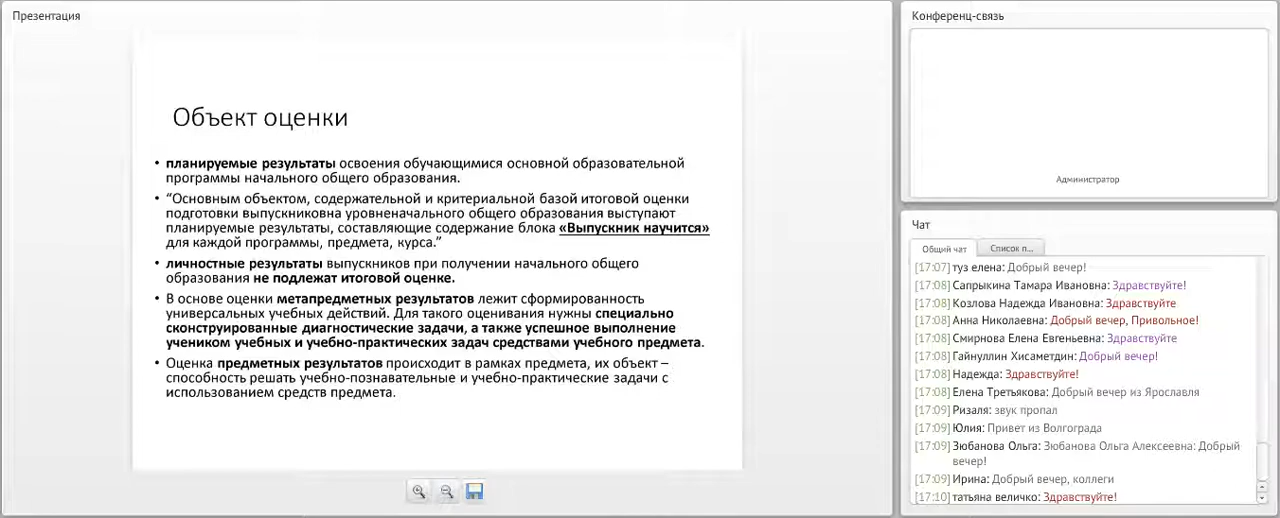 Презентация
Объект оценки
• планируемые результаты освоения обучающимися основной образовательной
программы начального общего образования.
• “Основным объектом, содержательной и критериальной базой итоговой оценки
подготовки выпускниковна уровненачального общего образования выступают
планируемые результаты, составляющие содержание блока «Выпускник научится»
для каждой программы, предмета, курса.”
• личностные результаты выпускников при получении начального общего
образования не подлежат итоговой оценке.
• В основе оценки метапредметных результатов лежит сформированность
универсальных учебных действий. Для такого оценивания нужны специально
сконструированные диагностические задачи, а также успешное выполнение
учеником учебных и учебно-практических задач средствами учебного предмета.
• Оценка предметных результатов происходит в рамках предмета, их объект –
способность решать учебно-познавательные и учебно-практические задачи с
использованием средств предмета.
Конференц-связь
Администратор
Чат
Общий чат
Список п...
[17:07] туз елена: Добрый вечер!
[17:08] Сапрыкина Тамара Ивановна: Здравствуйте!
[17:08] Козлова Надежда Ивановна: Здравствуйте
[17:08] Анна Николаевна: Добрый вечер, Привольное!
[17:08] Смирнова Елена Евгеньевна: Здравствуйте
[17:08] Гайнуллин Хисаметдин: Добрый вечер!
[17:08] Надежда: Здравствуйте!
[17:08] Елена Третьякова: Добрый вечер из Ярославля
[17:09] Ризаля: звук пропал
[17:09] Юлия: Привет из Волгограда
[17:09] Зюбанова Ольга: Зюбанова Ольга Алексеевна: Добрый
вечер!
[17:09] Ирина: Добрый вечер, коллеги
[17:10] татьяна величко: Здравствуйте!